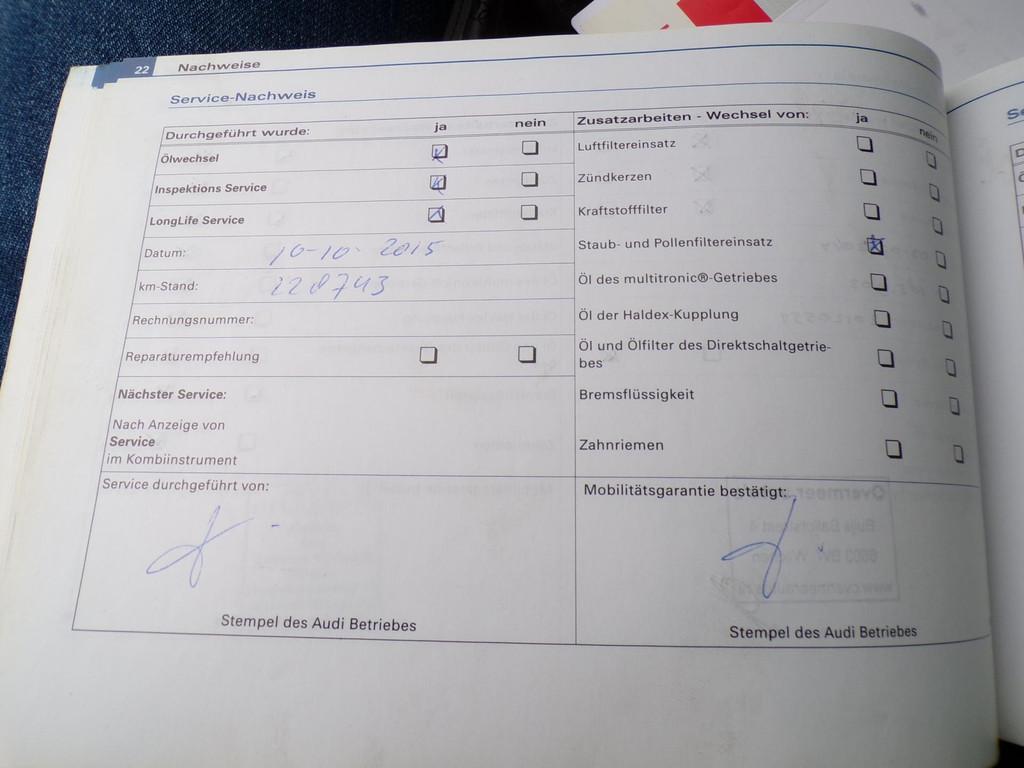 22 Nachweise
Service-Nachweis
Durchgeführt wurde: ja nein
Ölwechsel
Inspektions Service
LongLife Service
Datum: 10-10-2015
km-Stand: 228743
Rechnungsnummer:
Reparaturempfehlung
Nächster Service:
Nach Anzeige von
Service
im Kombiinstrument
Service durchgeführt von:
Stempel des Audi Betriebes
Zusatzarbeiten - Wechsel von: ja nein
Luftfiltereinsatz
Zündkerzen
Kraftstofffilter
Staub- und Pollenfiltereinsatz
Öl des multitronic®-Getriebes
Öl der Haldex-Kupplung
Öl und Ölfilter des Direktschaltgetrie-
bes
Bremsflüssigkeit
Zahnriemen
Mobilitätsgarantie bestätigt:
Stempel des Audi Betriebes